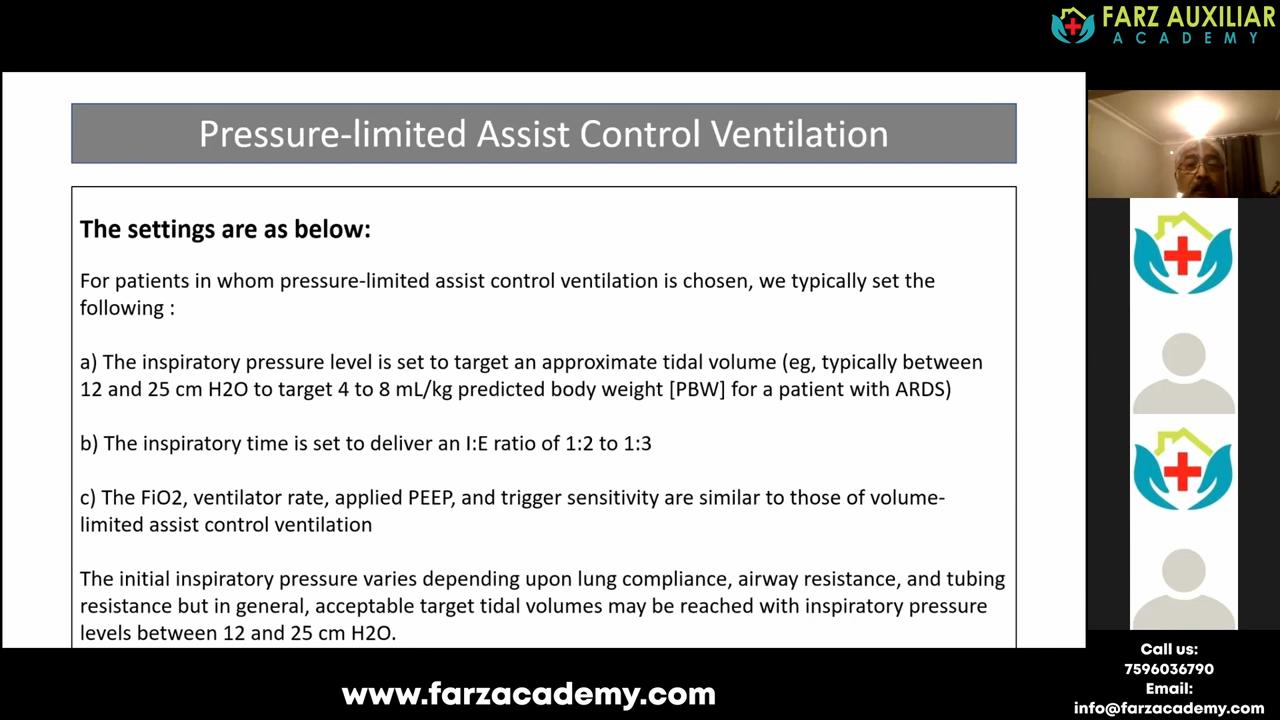 FARZ AUXILIAR
ACADEMY
Pressure-limited Assist Control Ventilation
The settings are as below:
For patients in whom pressure-limited assist control ventilation is chosen, we typically set the
following :
a) The inspiratory pressure level is set to target an approximate tidal volume (eg, typically between
12 and 25 cm H2O to target 4 to 8 mL/kg predicted body weight [PBW] for a patient with ARDS)
b) The inspiratory time is set to deliver an I:E ratio of 1:2 to 1:3
c) The FiO2, ventilator rate, applied PEEP, and trigger sensitivity are similar to those of volume-
limited assist control ventilation
The initial inspiratory pressure varies depending upon lung compliance, airway resistance, and tubing
resistance but in general, acceptable target tidal volumes may be reached with inspiratory pressure
levels between 12 and 25 cm H2O.
www.farzacademy.com
Call us:
7596036790
Email:
info@farzacademy.com